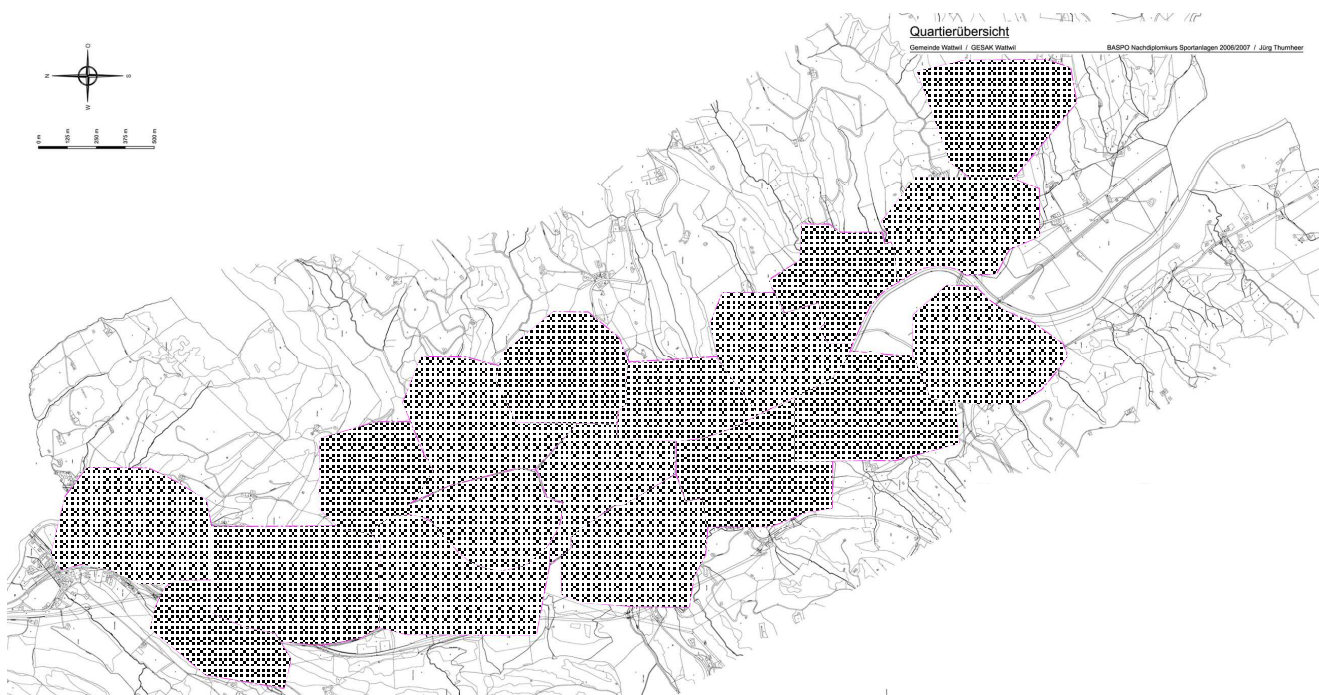 Quartierübersicht
Gemeinde Wattwil / GESAK Wattwil BASPO Nachdiplomkurs Sportanlagen 2006/2007 / Jürg Thurnheer
O
N S
W
0 m 125 m 250 m 375 m 500 m